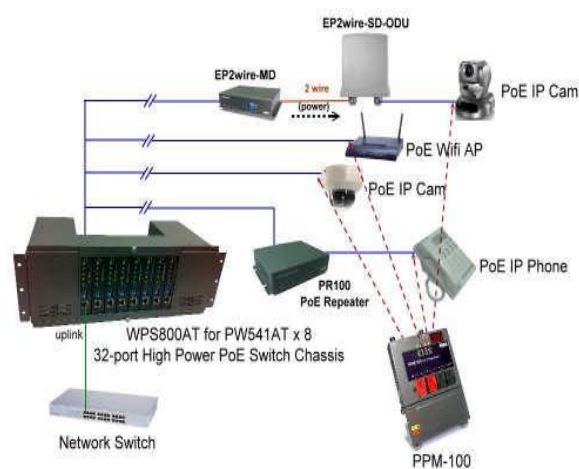 EP2wire-SD-ODU
EP2wire-MD
2 wire
(power)
PoE IP Cam
PoE Wifi AP
PoE IP Cam
PoE IP Phone
PR100
PoE Repeater
uplink
WPS800AT for PW541AT x 8
32-port High Power PoE Switch Chassis
Network Switch
PPM-100